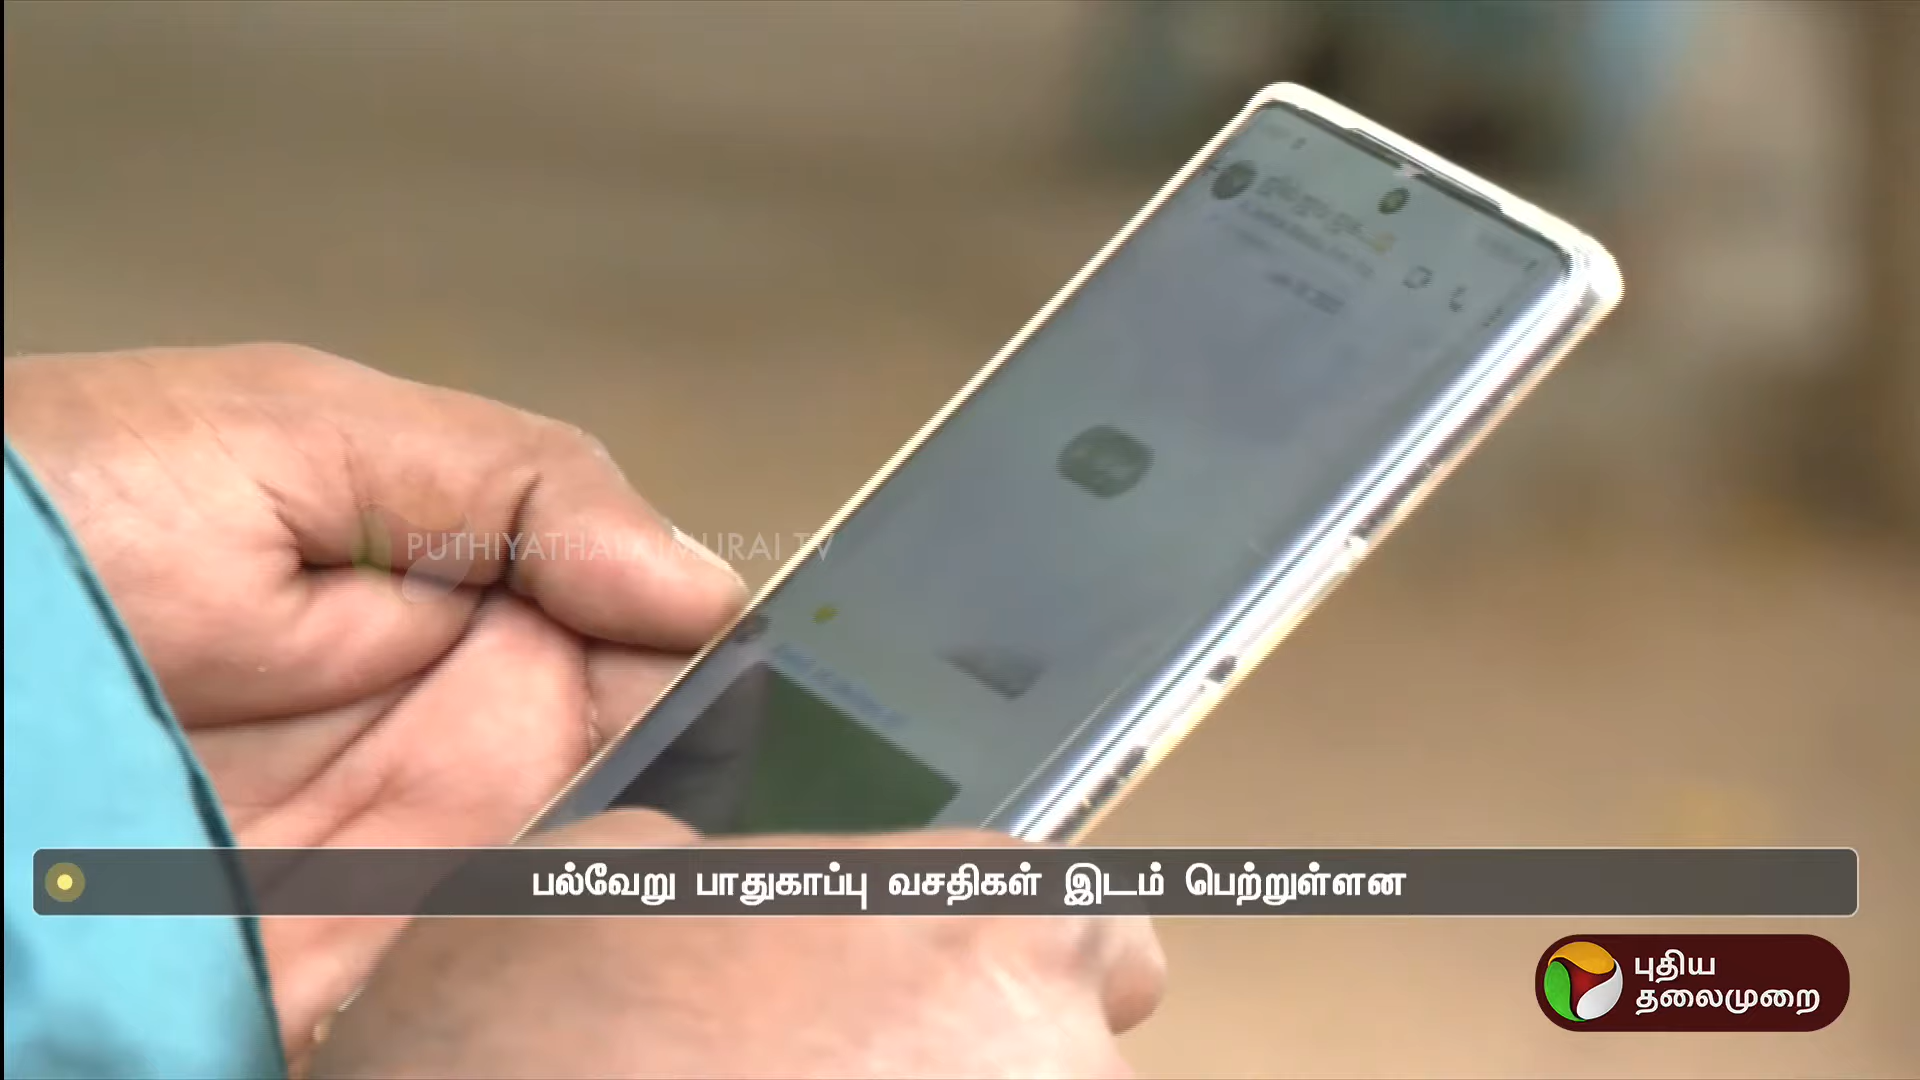 PUTHIYATHALAIMURAI TV
பல்வேறு பாதுகாப்பு வசதிகள் இடம் பெற்றுள்ளன
புதிய
தலைமுறை